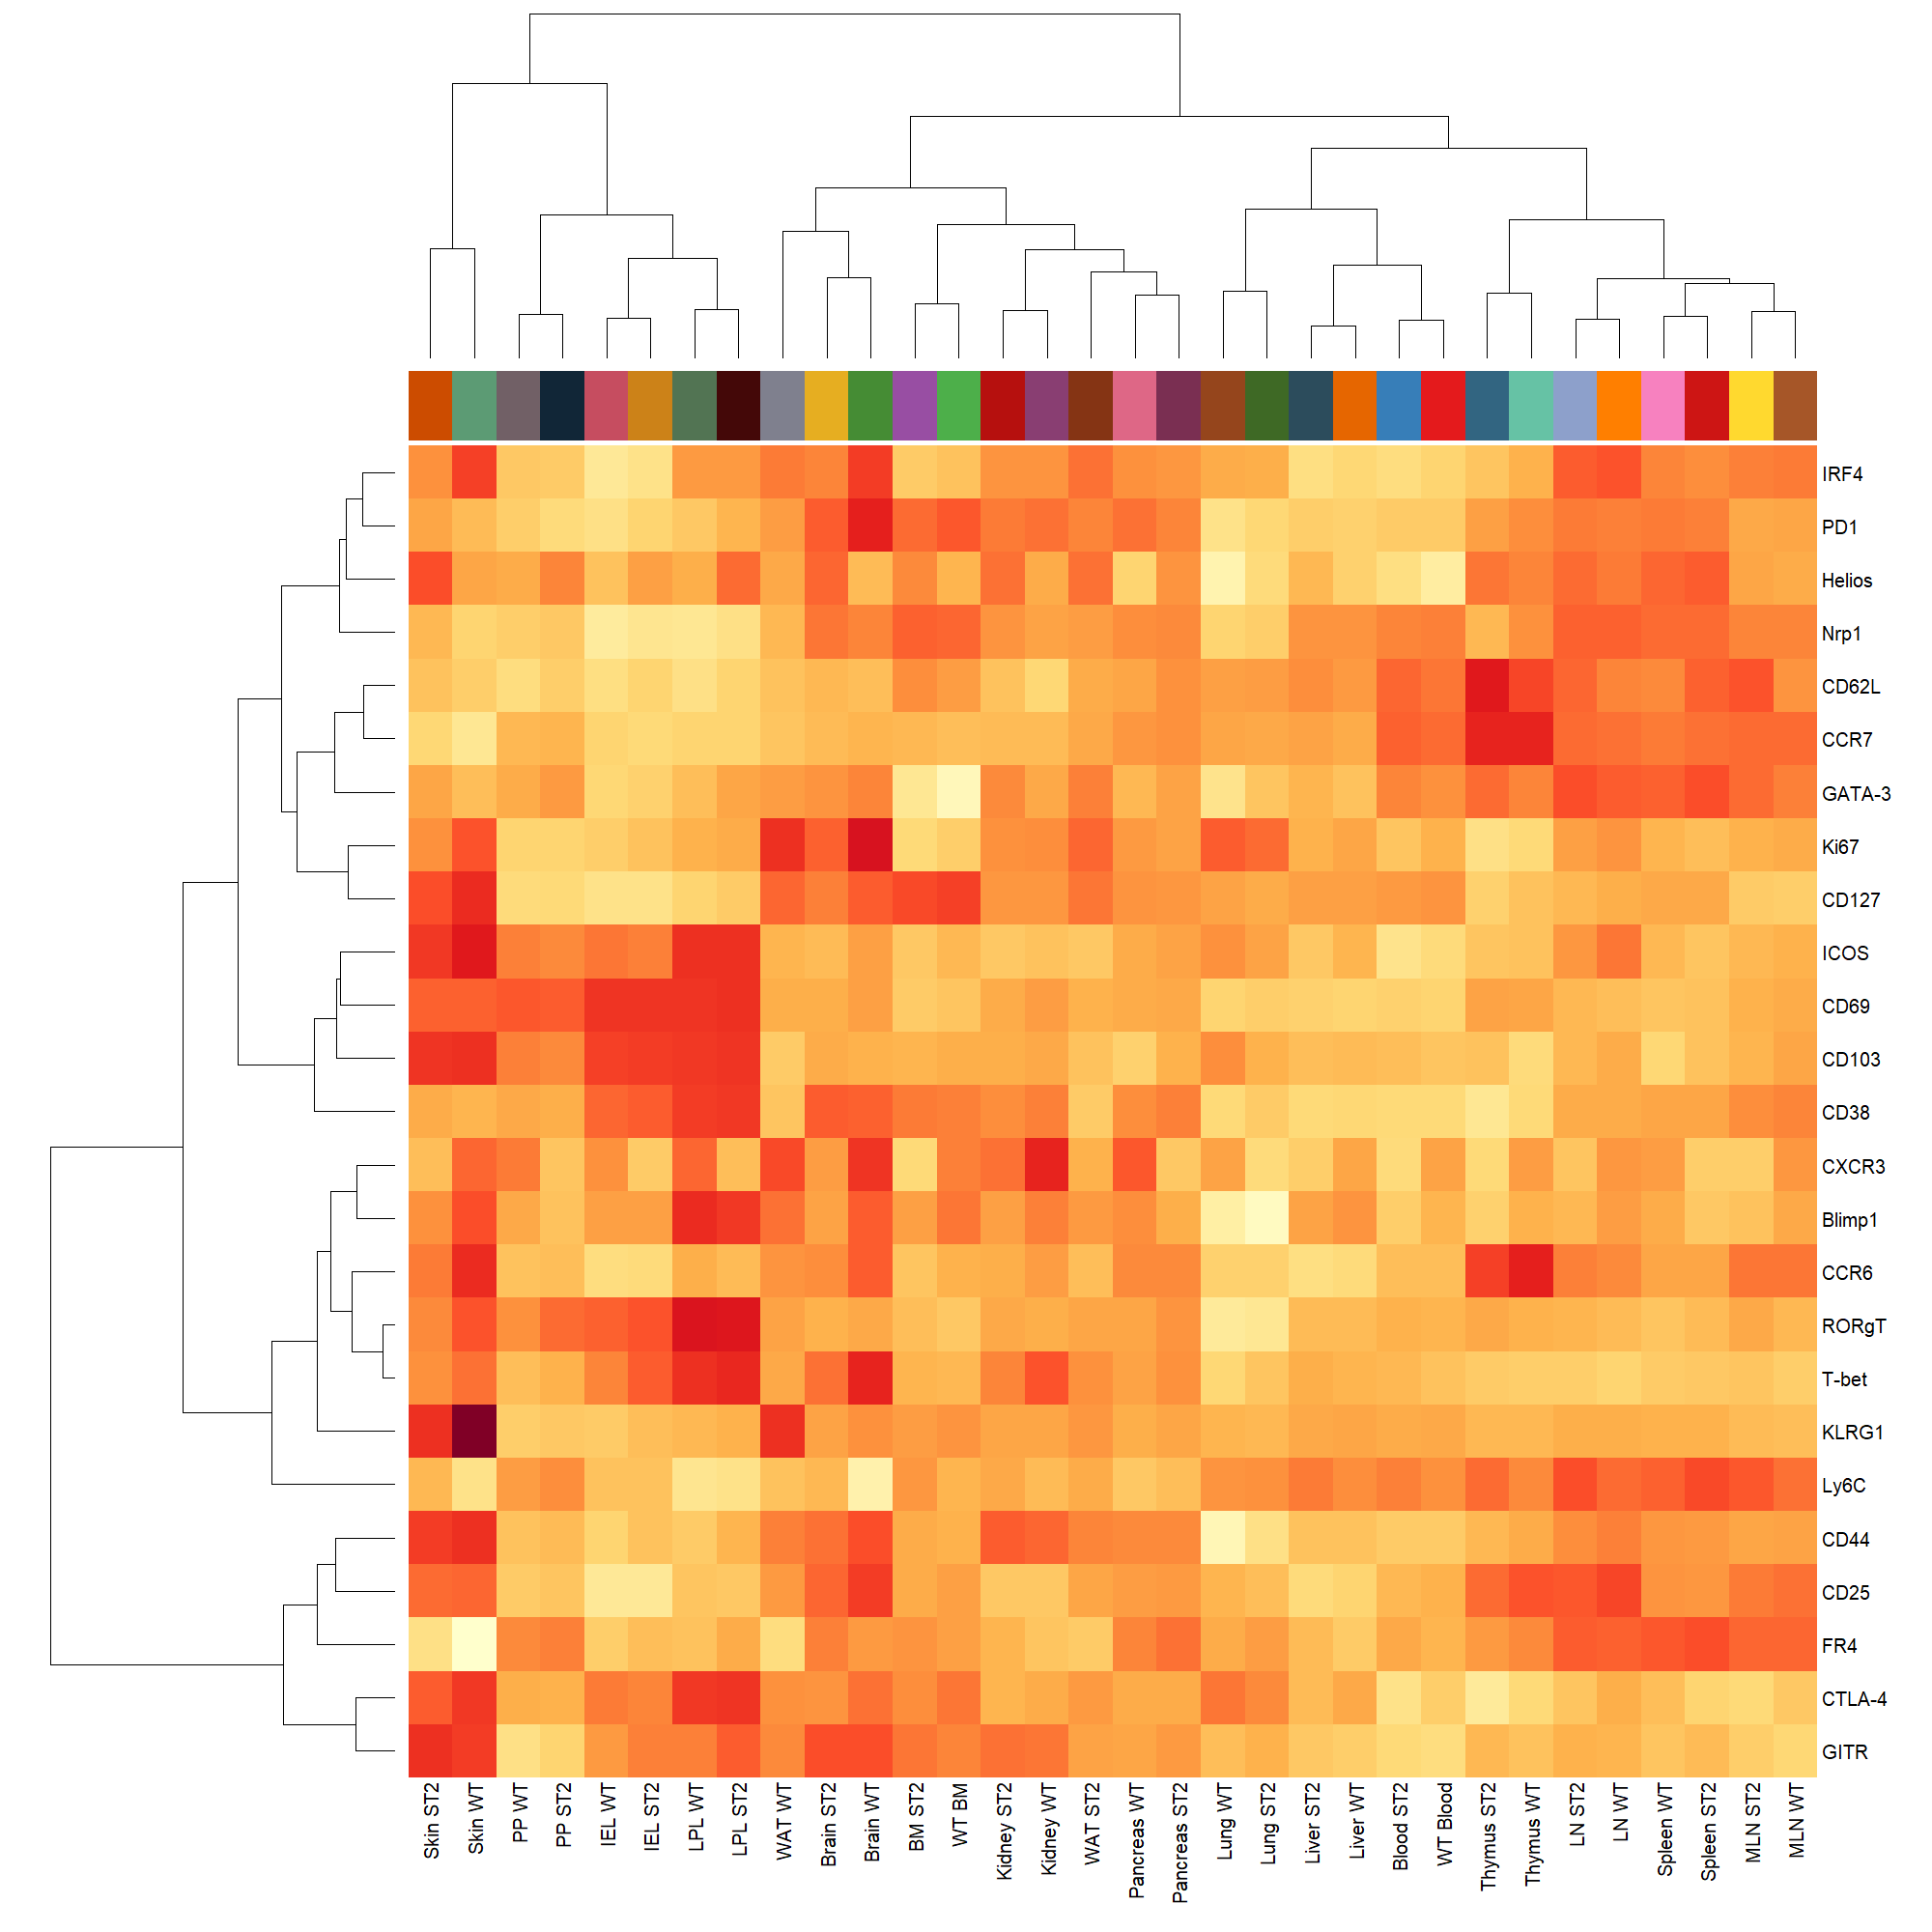 IRF4
PD1
Helios
Nrp1
CD62L
CCR7
GATA-3
Ki67
CD127
ICOS
CD69
CD103
CD38
CXCR3
Blimp1
CCR6
RORgT
T-bet
KLRG1
Ly6C
CD44
CD25
FR4
CTLA-4
GITR
Skin ST2
Skin WT
PP WT
PP ST2
IEL WT
IEL ST2
LPL WT
LPL ST2
WAT WT
Brain ST2
Brain WT
BM ST2
WT BM
Kidney ST2
Kidney WT
WAT ST2
Pancreas WT
Pancreas ST2
Lung WT
Lung ST2
Liver ST2
Liver WT
Blood ST2
WT Blood
Thymus ST2
Thymus WT
LN ST2
LN WT
Spleen WT
Spleen ST2
MLN ST2
MLN WT